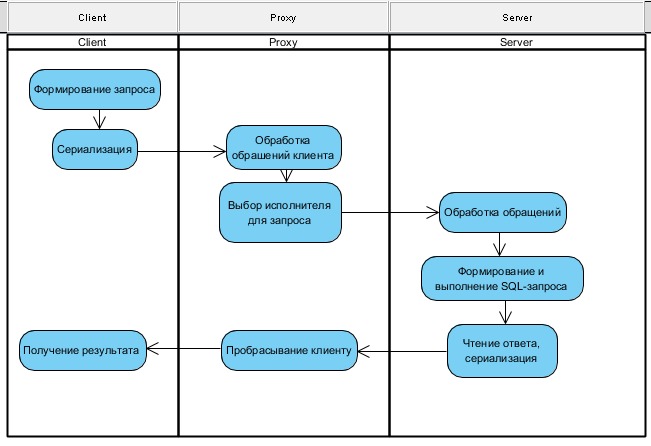 Client
Proxy
Server
Client
Proxy
Server
Формирование запроса
Сериализация
Обработка
обращений клиента
Выбор исполнителя
для запроса
Обработка обращений
Формирование и
выполнение SQL-запроса
Чтение ответа,
сериализация
Пробрасывание клиенту
Получение результата